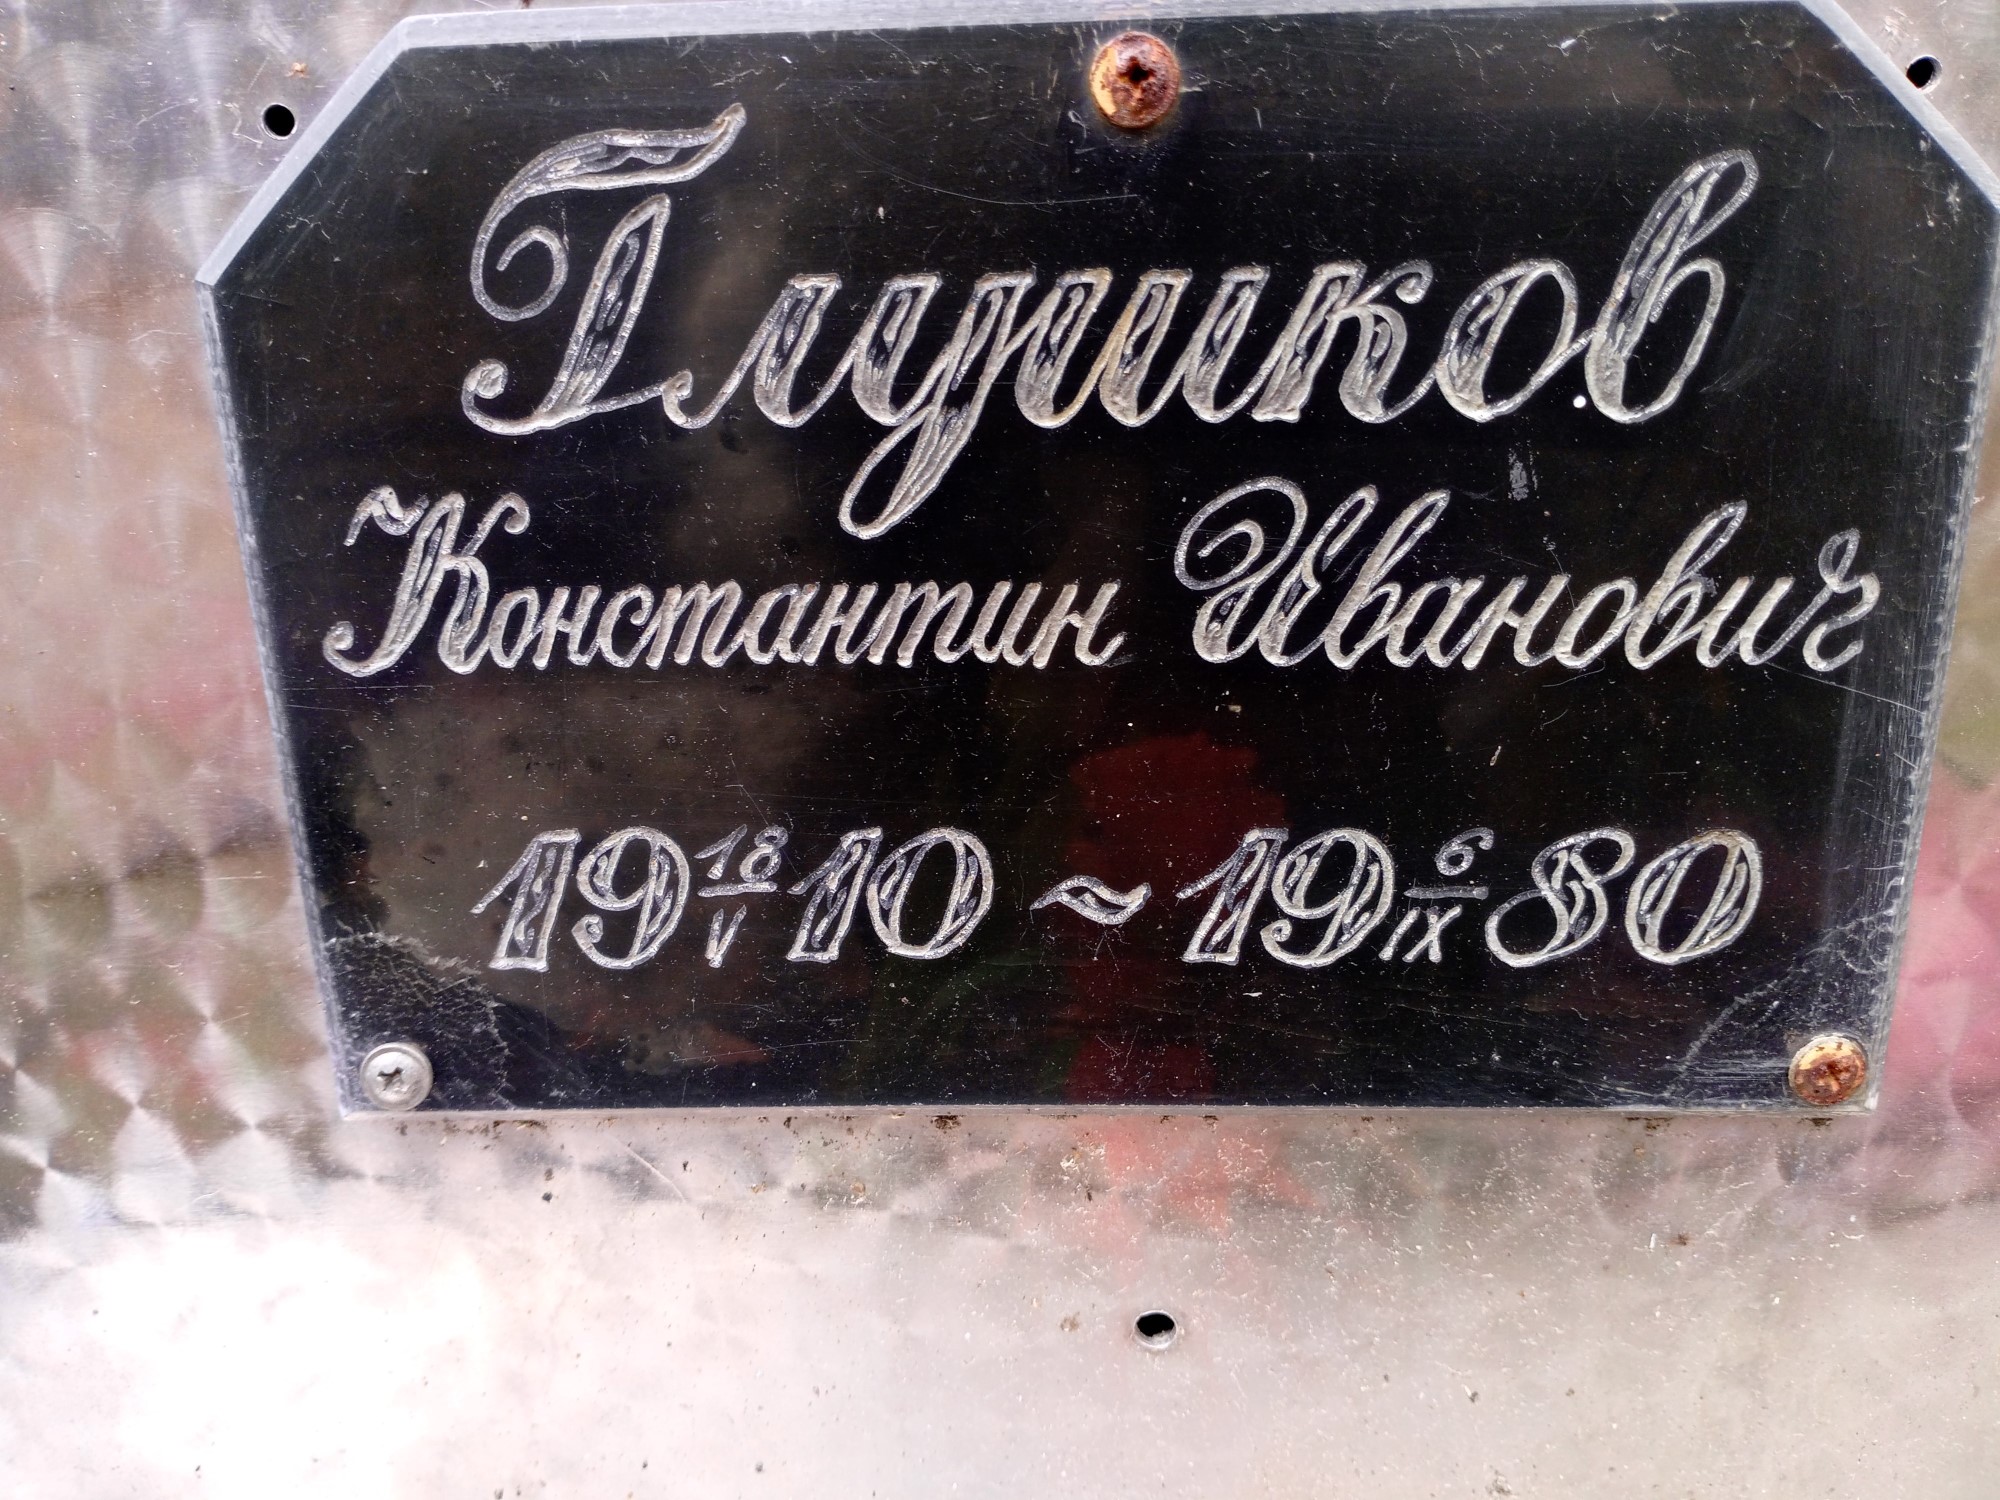 Глушков
Константин Иванович
19 18/V 10 ~ 19 6/IX 80